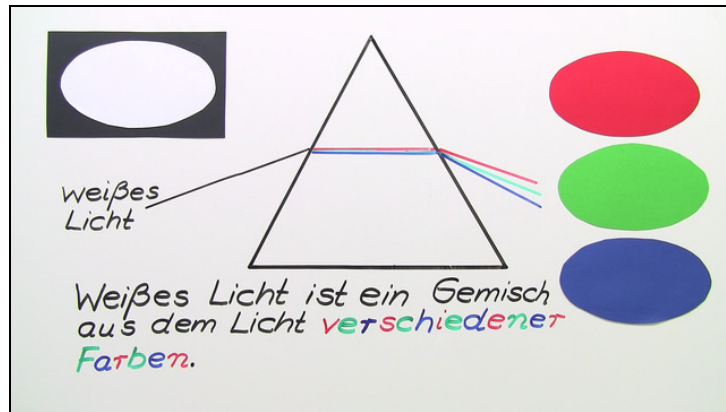 weißes
Licht
Weißes Licht ist ein Gemisch
aus dem Licht verschiedener
Farben.